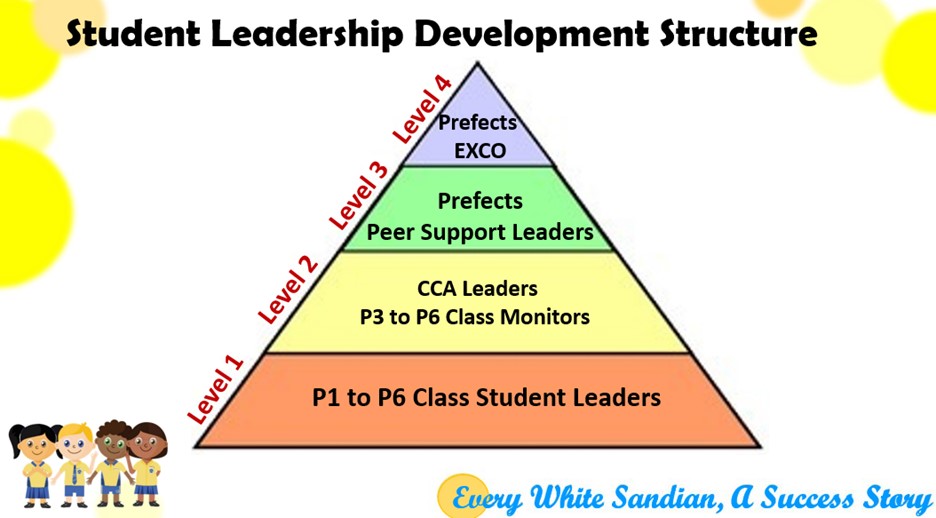 Student Leadership Development Structure
Level 4
Prefects
EXCO
Level 3
Prefects
Peer Support Leaders
Level 2
CCA Leaders
P3 to P6 Class Monitors
Level 1
P1 to P6 Class Student Leaders
Every White Sandian, A Success Story